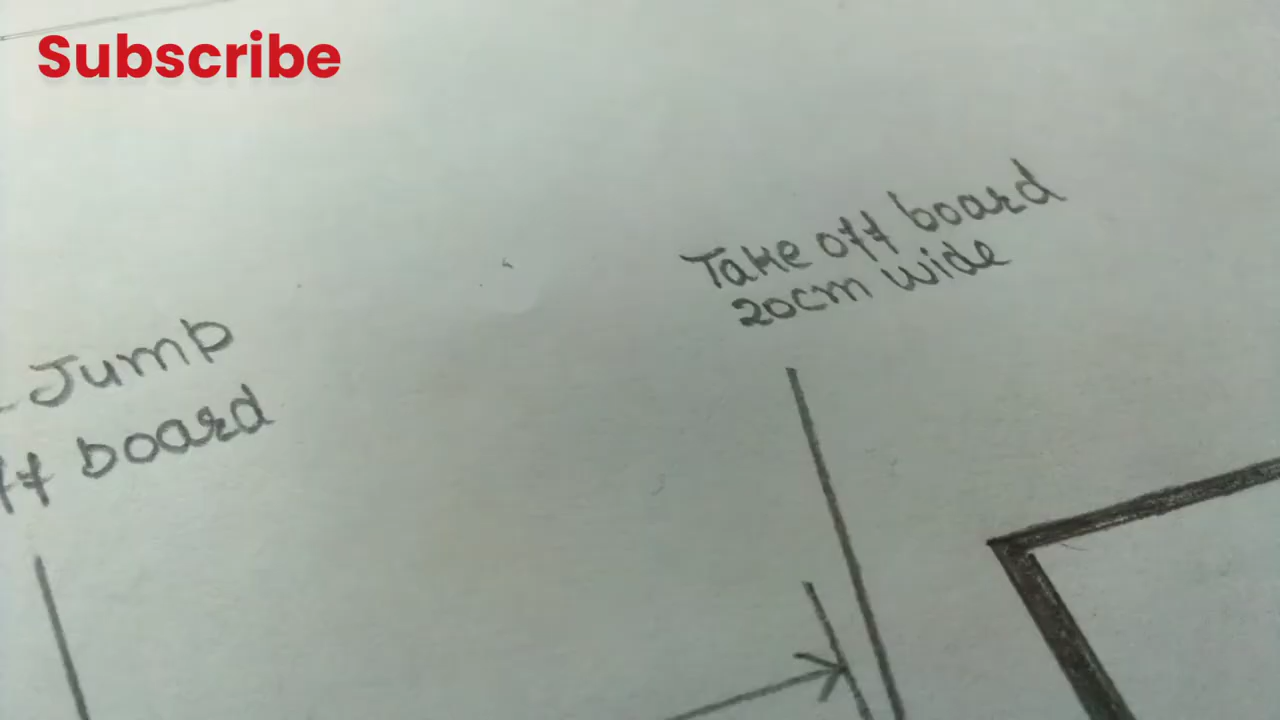 Subscribe
Take off board
20cm wide
Jump
board